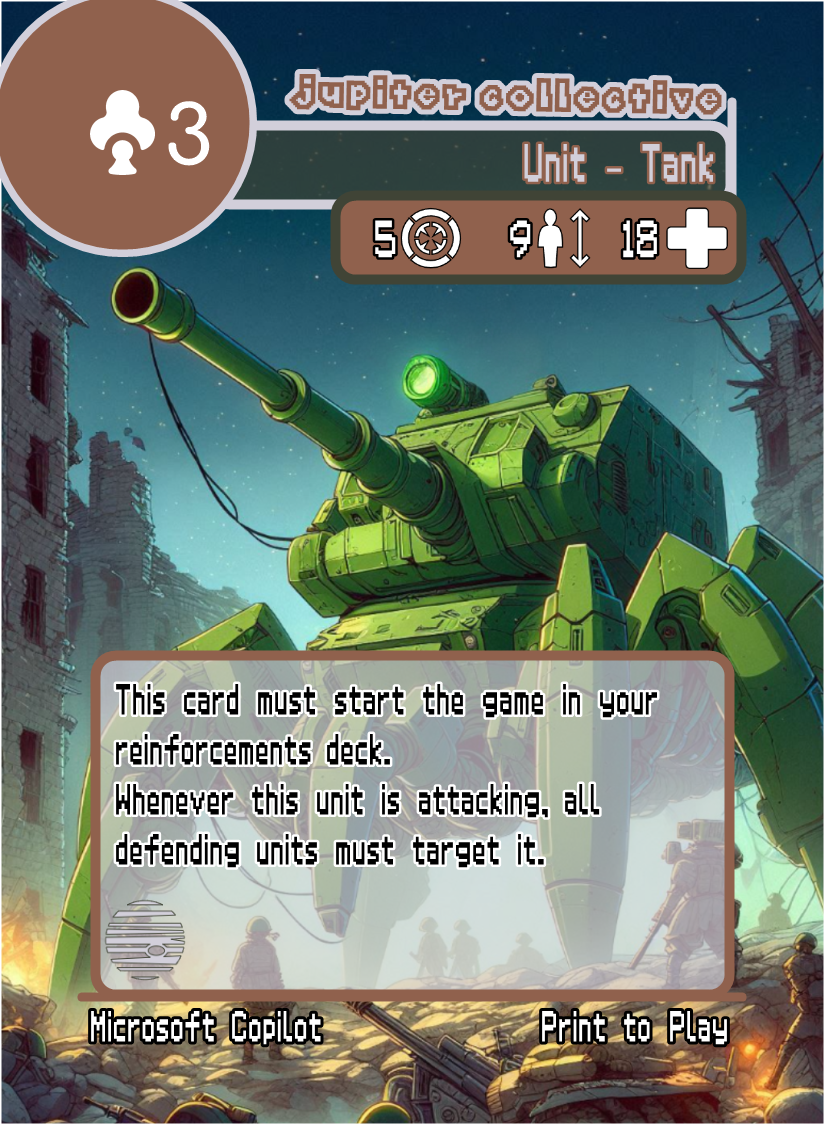 jupiter collective
3
Unit - Tank
5 9 18
This card must start the game in your
reinforcements deck.
Whenever this unit is attacking, all
defending units must target it.
Microsoft Copilot Print to Play